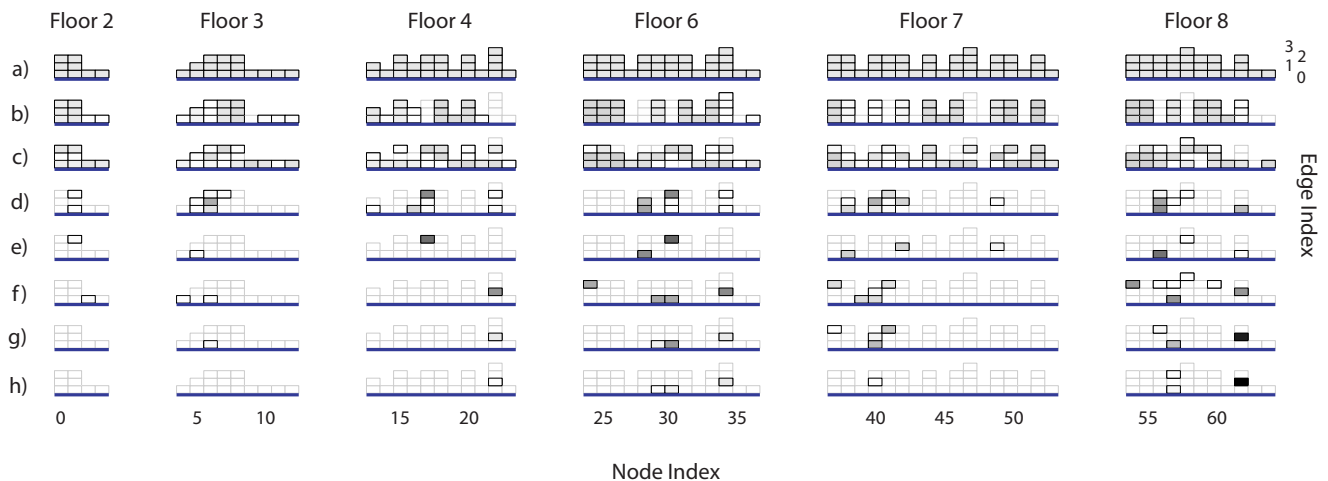 Floor 2 Floor 3 Floor 4 Floor 6 Floor 7 Floor 8
a)
3
2
1
0
b)
c)
d)
e)
f)
g)
h)
Edge Index
0 5 10 15 20 25 30 35 40 45 50 55 60
Node Index